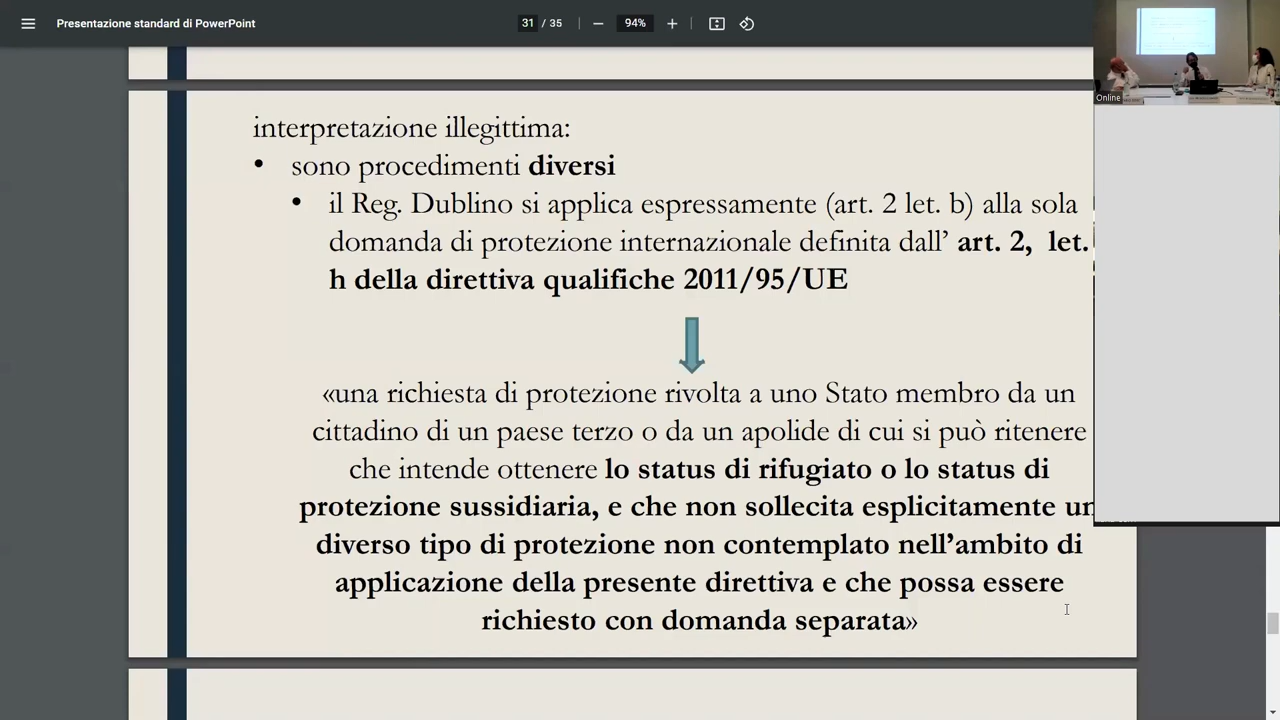 Presentazione standard di PowerPoint
31 / 35
94%
Online
interpretazione illegittima:
• sono procedimenti diversi
• il Reg. Dublino si applica espressamente (art. 2 let. b) alla sola
domanda di protezione internazionale definita dall’ art. 2, let.
h della direttiva qualifiche 2011/95/UE
«una richiesta di protezione rivolta a uno Stato membro da un
cittadino di un paese terzo o da un apolide di cui si può ritenere
che intende ottenere lo status di rifugiato o lo status di
protezione sussidiaria, e che non sollecita esplicitamente un
diverso tipo di protezione non contemplato nell’ambito di
applicazione della presente direttiva e che possa essere
richiesto con domanda separata»